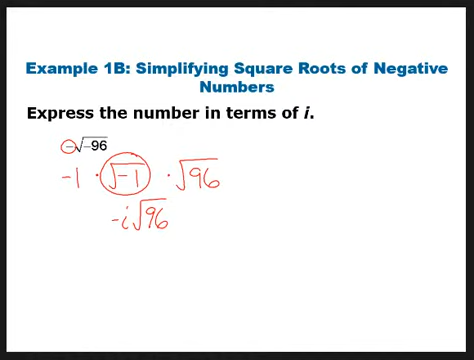 Example 1B: Simplifying Square Roots of Negative
Numbers
Express the number in terms of i.
−√−96
-1 · √-1 · √96
-i√96